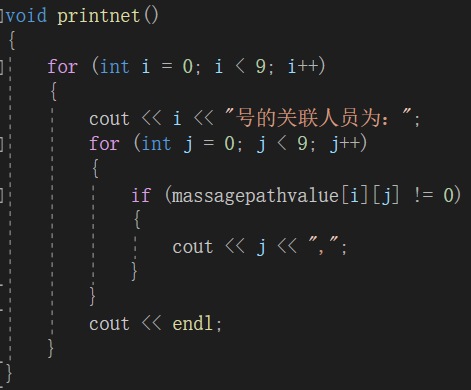 void printnet()
{
for (int i = 0; i < 9; i++)
{
cout << i << "号的关联人员为：";
for (int j = 0; j < 9; j++)
{
if (massagepathvalue[i][j] != 0)
{
cout << j << ",";
}
}
cout << endl;
}
}